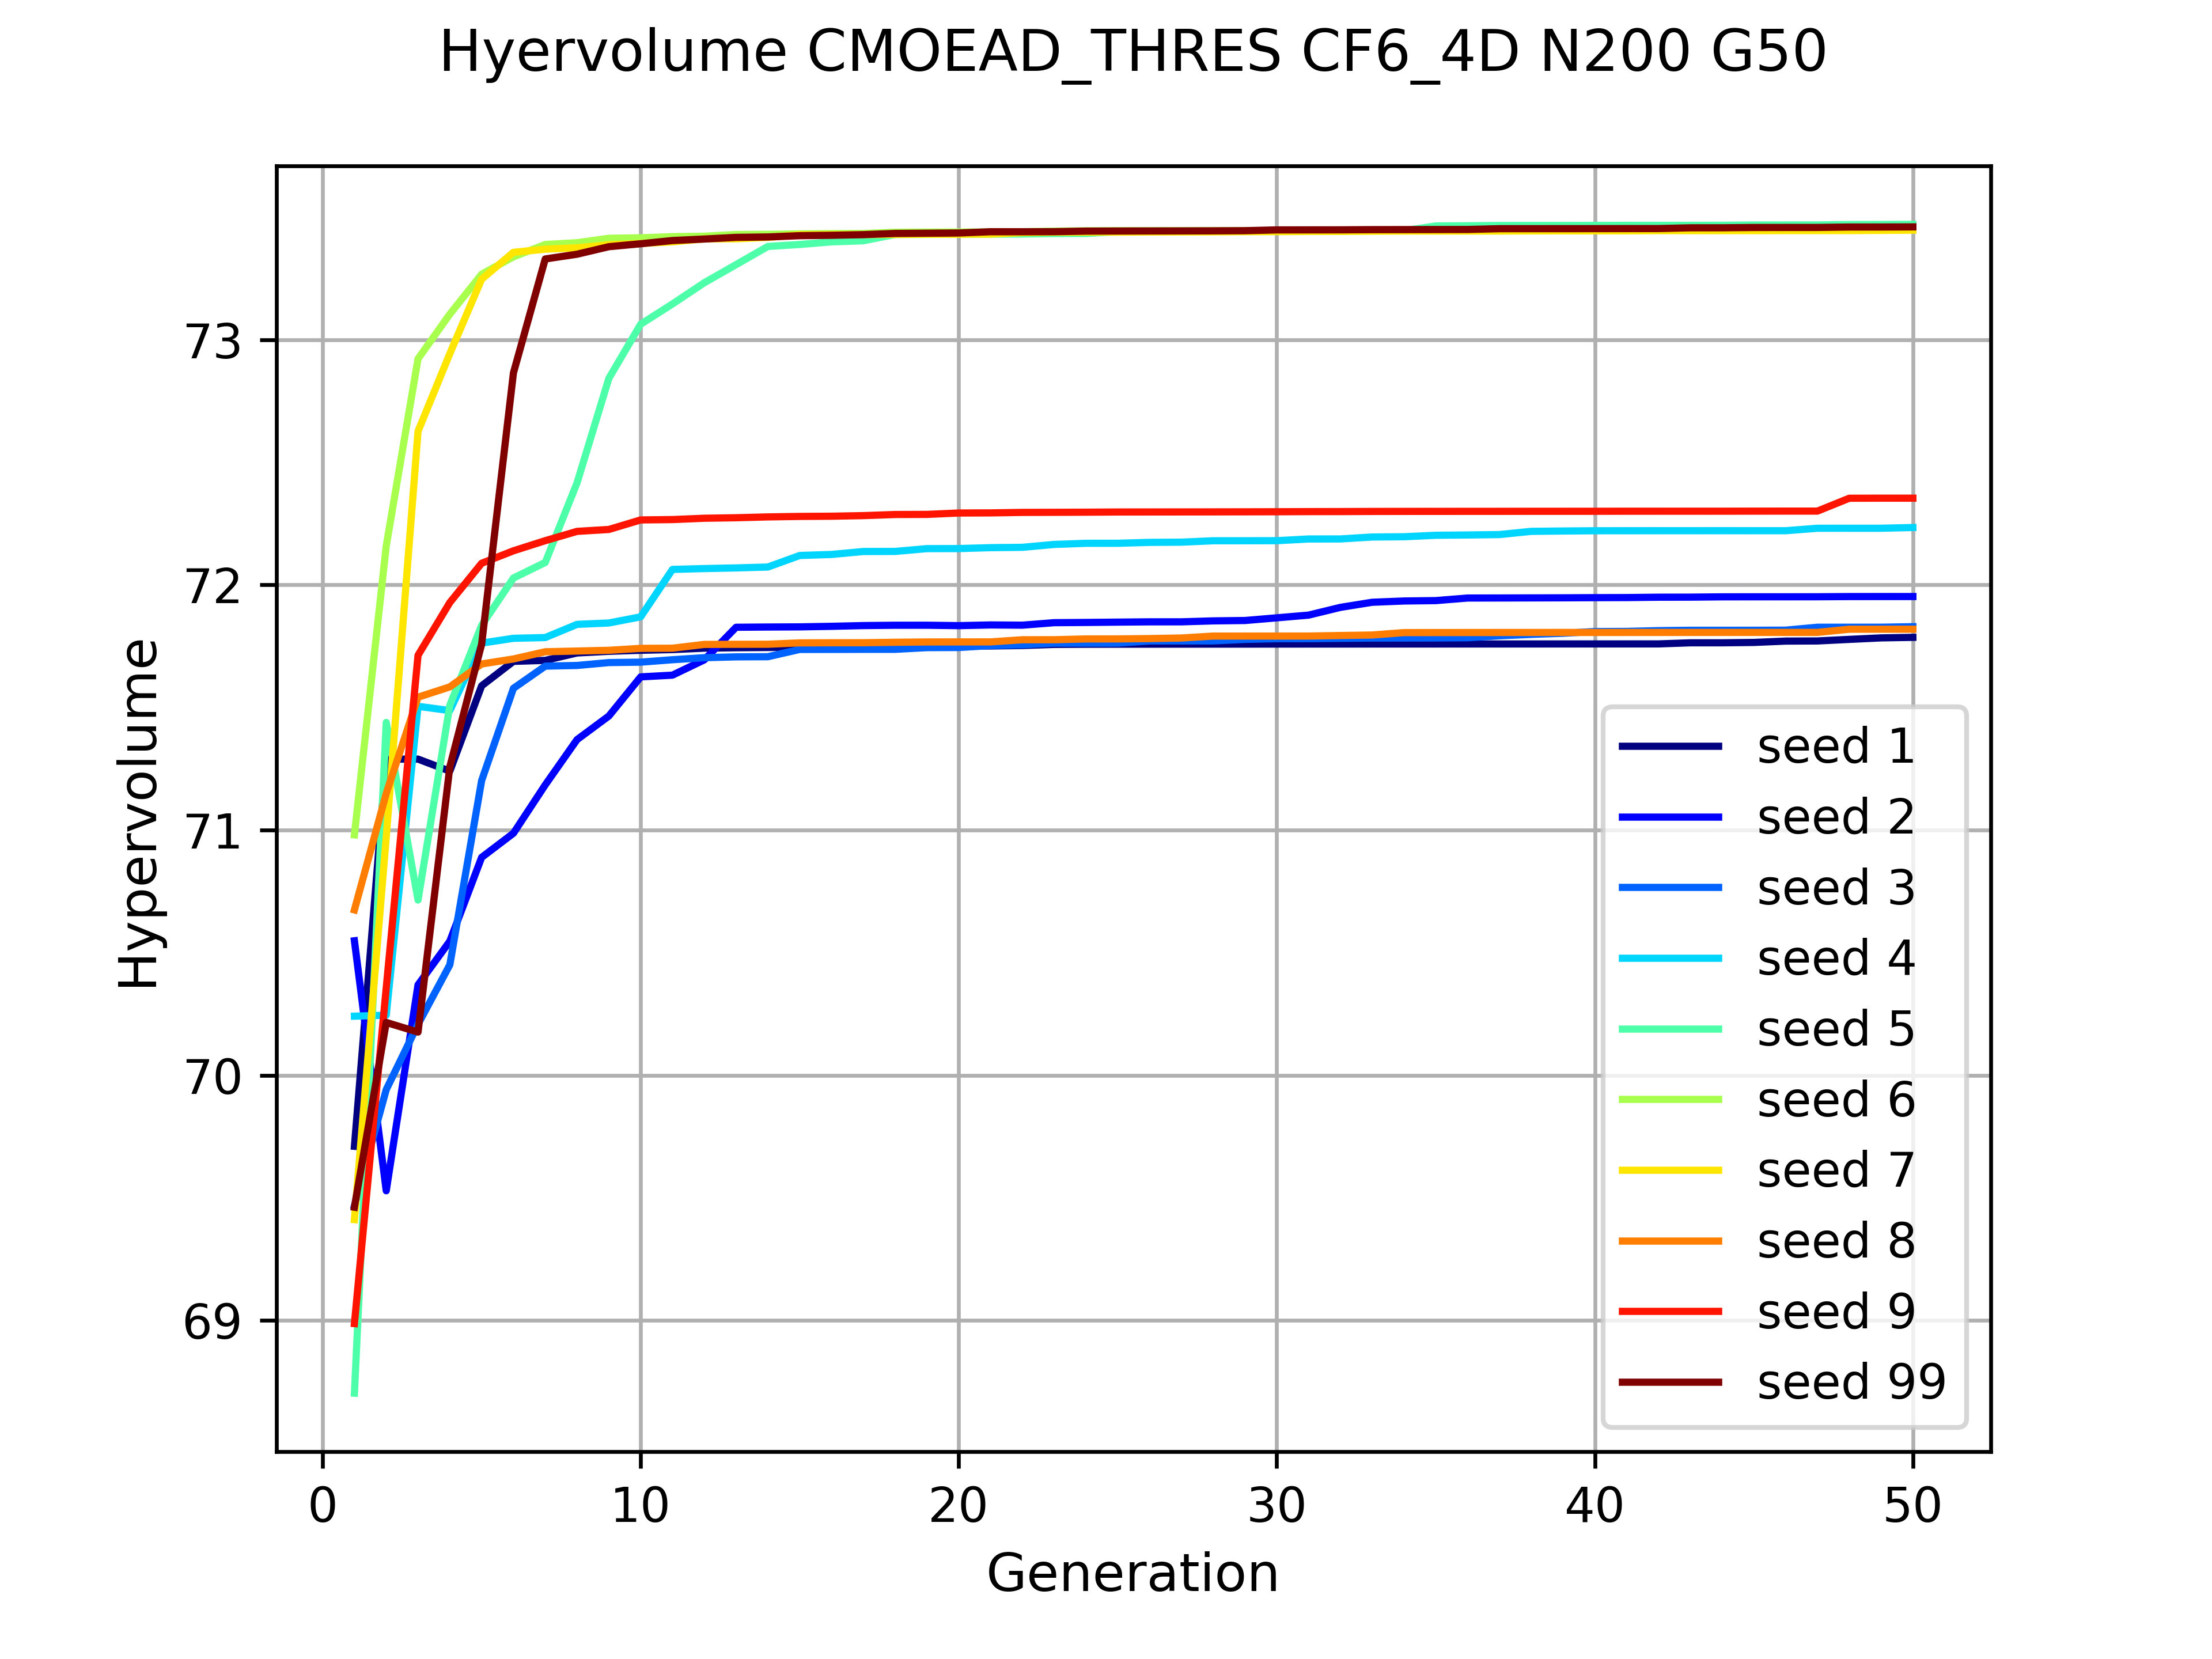 Hyervolume CMOEAD_THRES CF6_4D N200 G50
Hypervolume
73
72
71
70
69
0 10 20 30 40 50
Generation
seed 1
seed 2
seed 3
seed 4
seed 5
seed 6
seed 7
seed 8
seed 9
seed 99